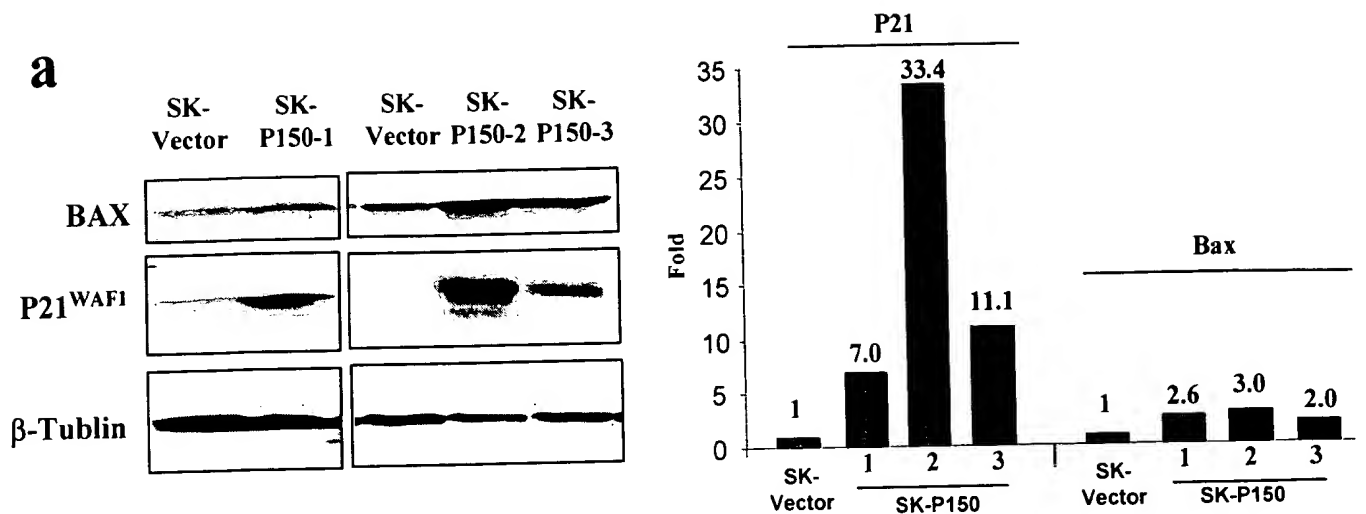 a
SK-
Vector
SK-
P150-1
SK-
Vector
SK-
P150-2
SK-
P150-3
BAX
P21WAF1
β-Tublin
P21
Fold
35
30
25
20
15
10
5
0
1
7.0
33.4
11.1
Bax
1
2.6
3.0
2.0
SK-
Vector
1 2 3
SK-P150
SK-
Vector
1 2 3
SK-P150